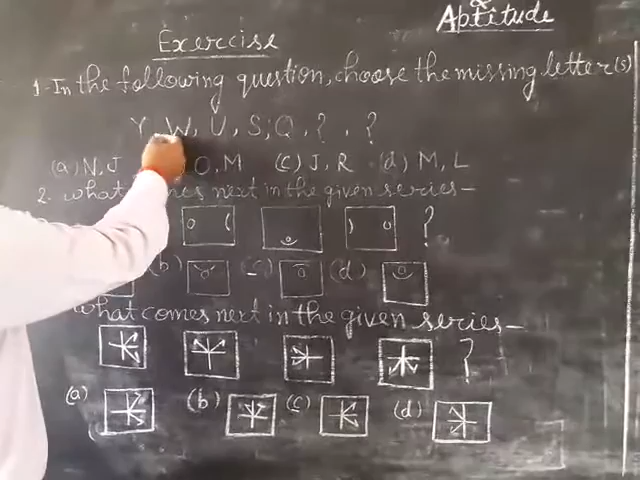 Aptitude
Exercise
1-In the following question, choose the missing letter(s)
Y, W, U, S, Q, ?, ?
(a) N, J O, M (c) J, R (d) M, L
2. what comes next in the given series—
?
(b) (c) (d)
What comes next in the given series—
?
(a) (b) (c) (d)